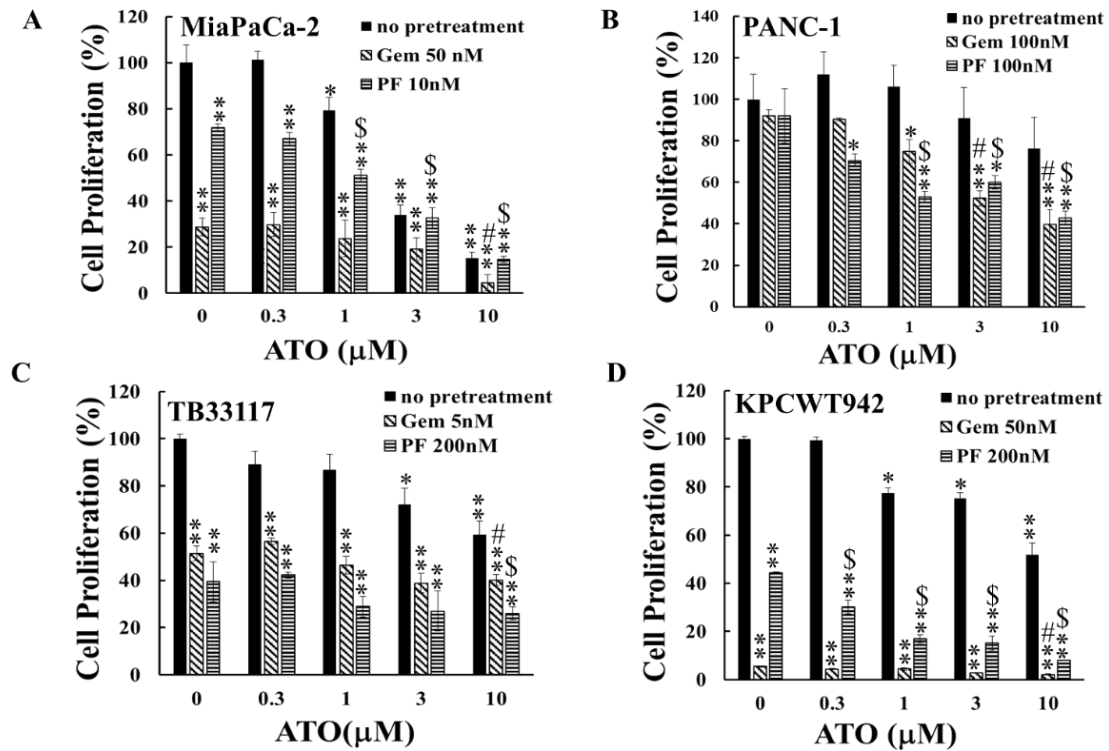 A
MiaPaCa-2
no pretreatment
Gem 50 nM
PF 10nM
Cell Proliferation (%)
120
100
80
60
40
20
0
**
**
**
**
*
**
$***
**
**
$**
**
#***
$***
0 0.3 1 3 10
ATO (μM)
B
PANC-1
no pretreatment
Gem 100nM
PF 100nM
Cell Proliferation (%)
140
120
100
80
60
40
20
0
*
*
$***
#***
$*
#***
$***
0 0.3 1 3 10
ATO (μM)
C
TB33117
no pretreatment
Gem 5nM
PF 200nM
Cell Proliferation (%)
120
100
80
60
40
20
0
**
**
**
**
**
**
*
**
**
**
#**
$**
0 0.3 1 3 10
ATO(μM)
D
KPCWT942
no pretreatment
Gem 50nM
PF 200nM
Cell Proliferation (%)
120
100
80
60
40
20
0
**
**
**
$**
*
**
$***
*
**
$***
**
#***
$**
0 0.3 1 3 10
ATO (μM)